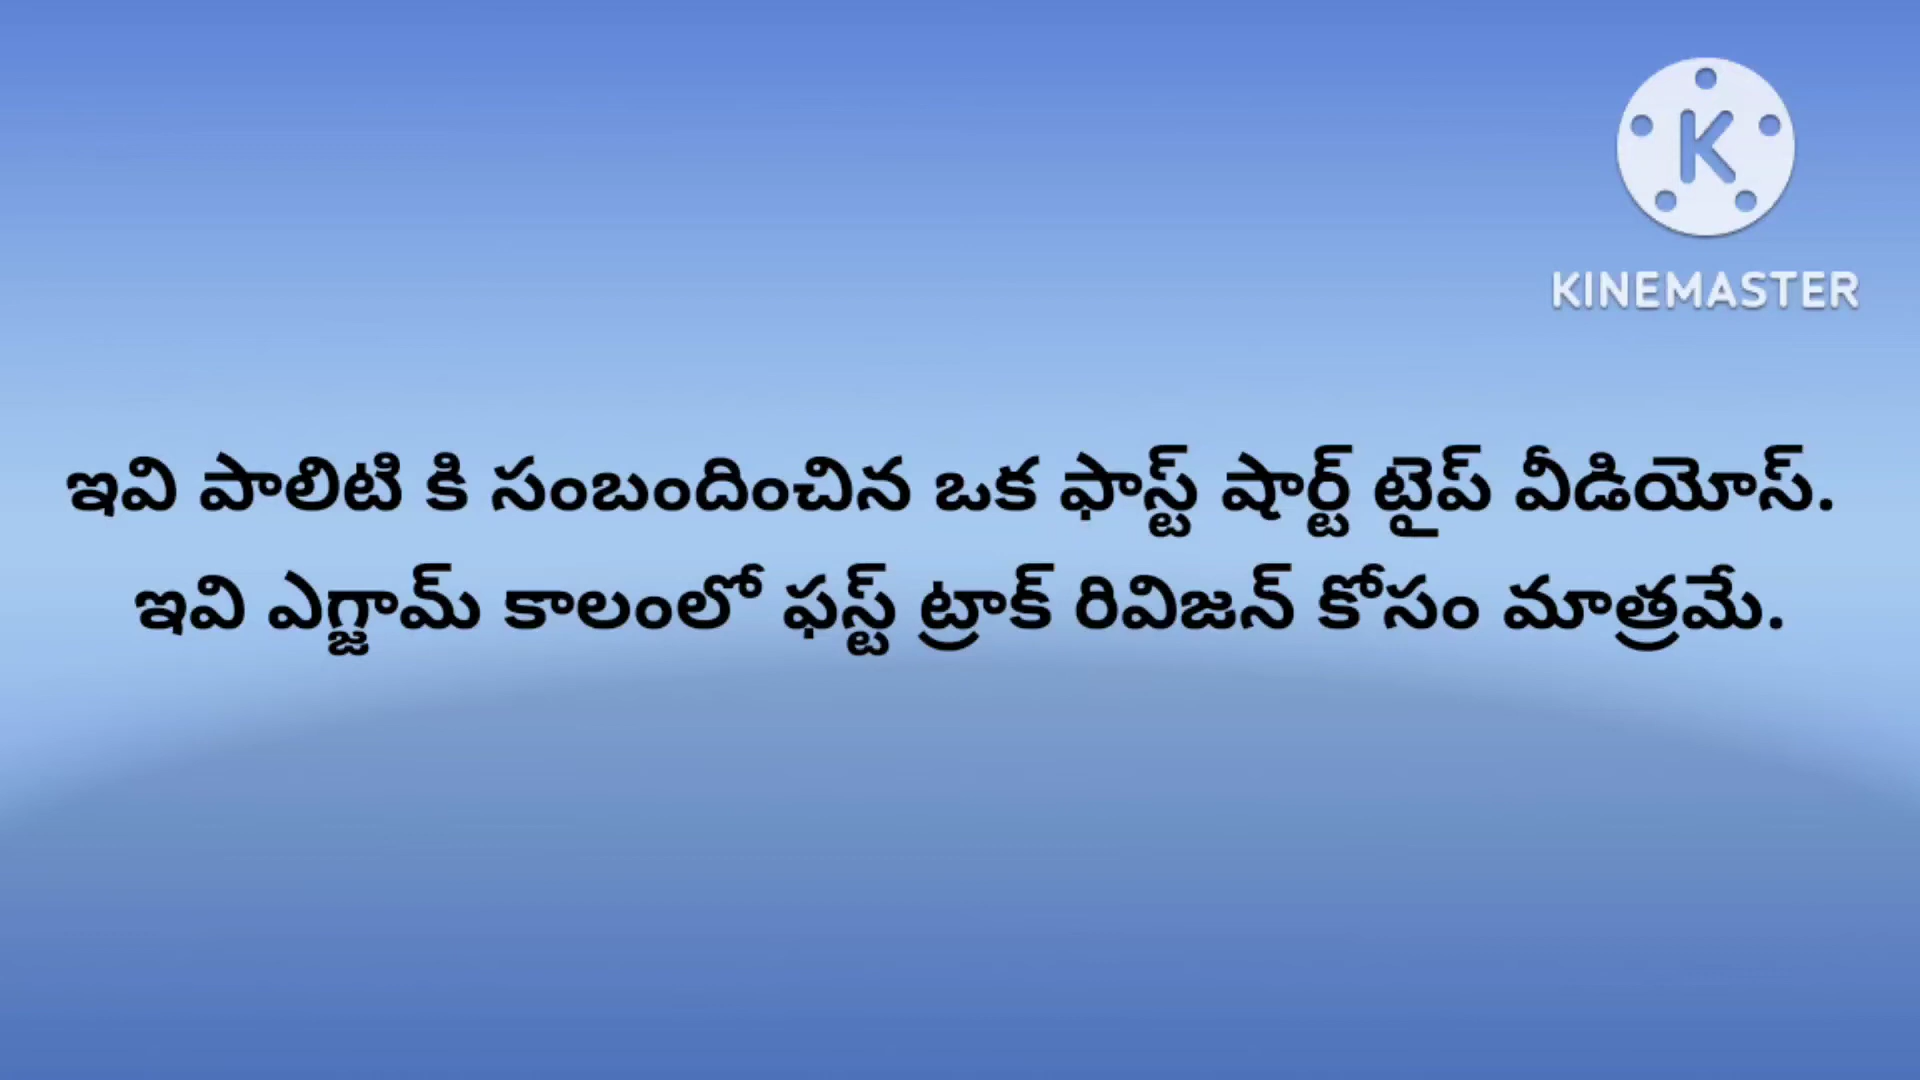 KINEMASTER
ఇవి పాలిటి కి సంబందించిన ఒక ఫాస్ట్ షార్ట్ టైప్ వీడియోస్.
ఇవి ఎగ్జామ్ కాలంలో ఫస్ట్ ట్రాక్ రివిజన్ కోసం మాత్రమే.